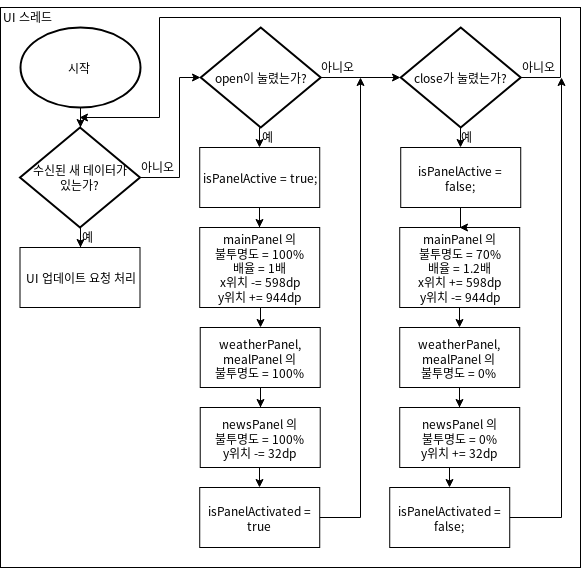 UI 스레드
시작
수신된 새 데이터가
있는가?
아니오
예
UI 업데이트 요청 처리
open이 눌렸는가?
아니오
예
isPanelActive = true;
mainPanel 의
불투명도 = 100%
배율 = 1배
x위치 -= 598dp
y위치 += 944dp
weatherPanel,
mealPanel 의
불투명도 = 100%
newsPanel 의
불투명도 = 100%
y위치 -= 32dp
isPanelActivated =
true
close가 눌렸는가?
아니오
예
isPanelActive =
false;
mainPanel 의
불투명도 = 70%
배율 = 1.2배
x위치 += 598dp
y위치 -= 944dp
weatherPanel,
mealPanel 의
불투명도 = 0%
newsPanel 의
불투명도 = 0%
y위치 += 32dp
isPanelActivated =
false;